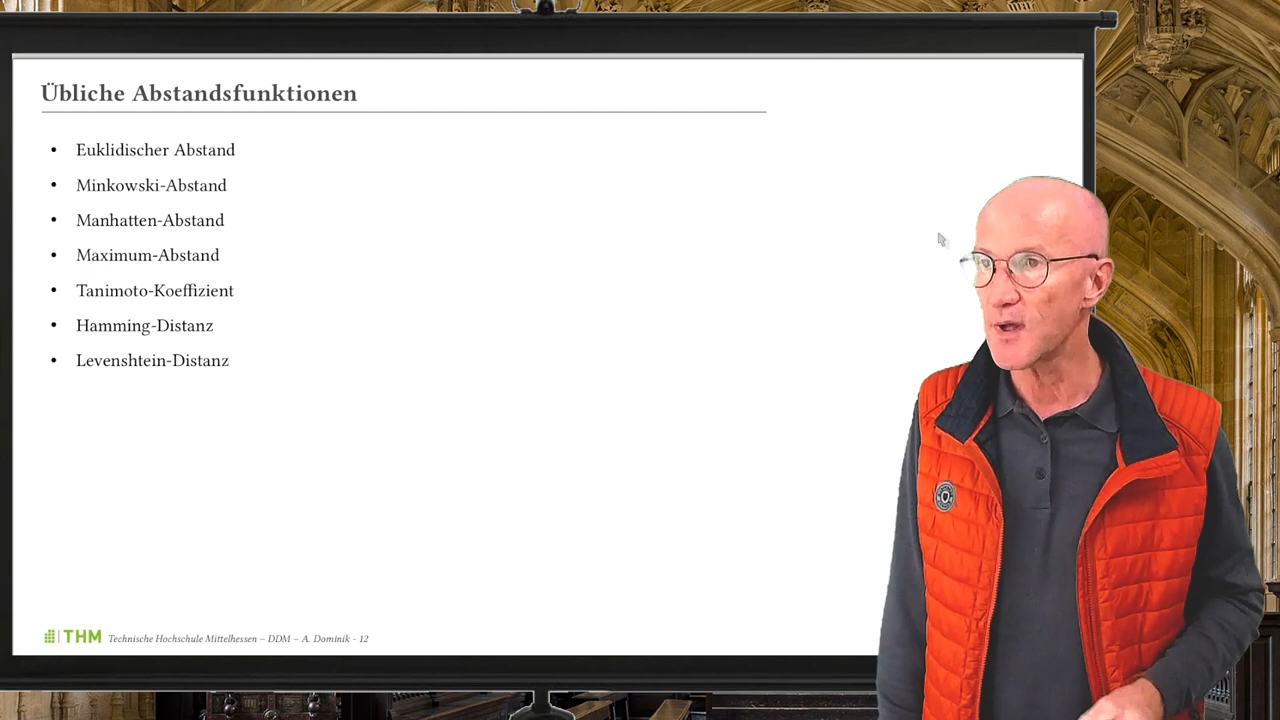 Übliche Abstandsfunktionen
• Euklidischer Abstand
• Minkowski-Abstand
• Manhatten-Abstand
• Maximum-Abstand
• Tanimoto-Koeffizient
• Hamming-Distanz
• Levenshtein-Distanz
THM Technische Hochschule Mittelhessen – DDM – A. Dominik - 12